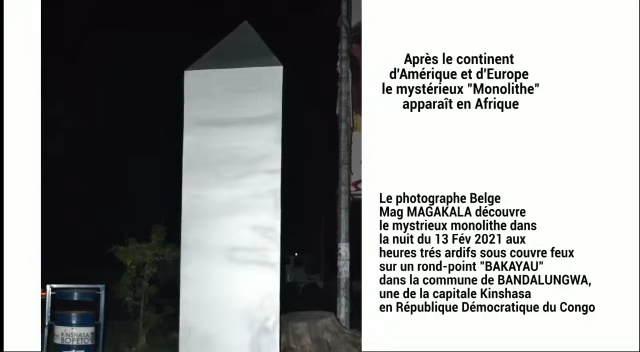 Après le continent
d'Amérique et d'Europe
le mystérieux "Monolithe"
apparaît en Afrique
Le photographe Belge
Mag MAGAKALA découvre
le mystrieux monolithe dans
la nuit du 13 Fév 2021 aux
heures trés ardifs sous couvre feux
sur un rond-point "BAKAYAU"
dans la commune de BANDALUNGWA,
une de la capitale Kinshasa
en République Démocratique du Congo
KINSHASA
BOPETO